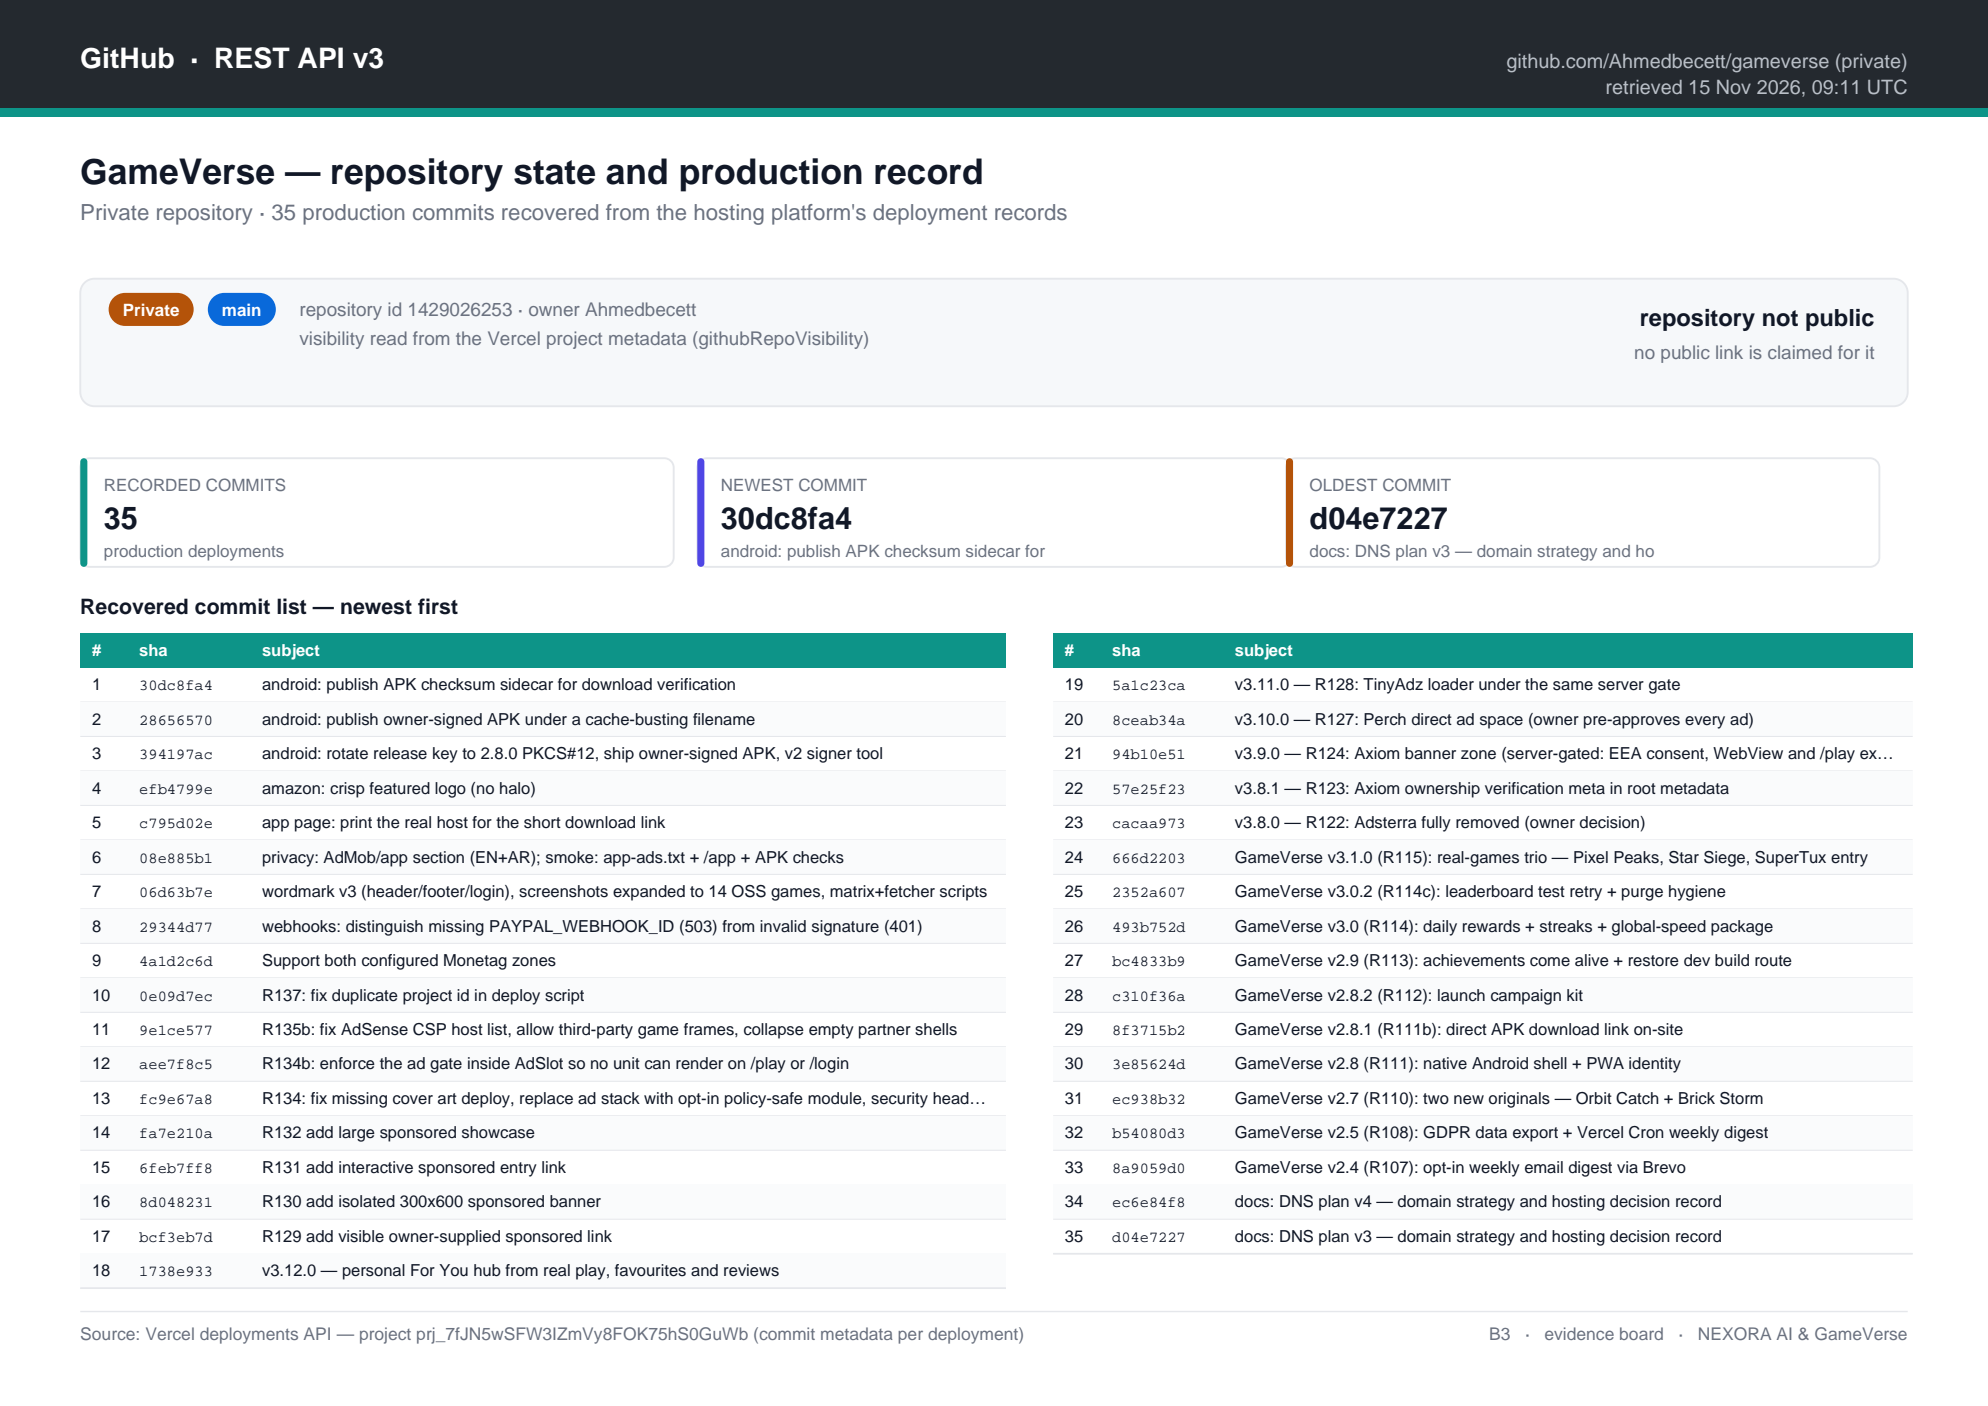 GitHub · REST API v3
github.com/Ahmedbecett/gameverse (private)
retrieved 15 Nov 2026, 09:11 UTC
GameVerse — repository state and production record
Private repository · 35 production commits recovered from the hosting platform's deployment records
Private main repository id 1429026253 · owner Ahmedbecett
visibility read from the Vercel project metadata (githubRepoVisibility)
repository not public
no public link is claimed for it
RECORDED COMMITS
35
production deployments
NEWEST COMMIT
30dc8fa4
android: publish APK checksum sidecar for
OLDEST COMMIT
d04e7227
docs: DNS plan v3 — domain strategy and ho
Recovered commit list — newest first
# sha subject
1 30dc8fa4 android: publish APK checksum sidecar for download verification
2 28656570 android: publish owner-signed APK under a cache-busting filename
3 394197ac android: rotate release key to 2.8.0 PKCS#12, ship owner-signed APK, v2 signer tool
4 efb4799e amazon: crisp featured logo (no halo)
5 c795d02e app page: print the real host for the short download link
6 08e885b1 privacy: AdMob/app section (EN+AR); smoke: app-ads.txt + /app + APK checks
7 06d63b7e wordmark v3 (header/footer/login), screenshots expanded to 14 OSS games, matrix+fetcher scripts
8 29344d77 webhooks: distinguish missing PAYPAL_WEBHOOK_ID (503) from invalid signature (401)
9 4a1d2c6d Support both configured Monetag zones
10 0e09d7ec R137: fix duplicate project id in deploy script
11 9e1ce577 R135b: fix AdSense CSP host list, allow third-party game frames, collapse empty partner shells
12 aee7f8c5 R134b: enforce the ad gate inside AdSlot so no unit can render on /play or /login
13 fc9e67a8 R134: fix missing cover art deploy, replace ad stack with opt-in policy-safe module, security head…
14 fa7e210a R132 add large sponsored showcase
15 6feb7ff8 R131 add interactive sponsored entry link
16 8d048231 R130 add isolated 300x600 sponsored banner
17 bcf3eb7d R129 add visible owner-supplied sponsored link
18 1738e933 v3.12.0 — personal For You hub from real play, favourites and reviews
# sha subject
19 5a1c23ca v3.11.0 — R128: TinyAdz loader under the same server gate
20 8ceab34a v3.10.0 — R127: Perch direct ad space (owner pre-approves every ad)
21 94b10e51 v3.9.0 — R124: Axiom banner zone (server-gated: EEA consent, WebView and /play ex…
22 57e25f23 v3.8.1 — R123: Axiom ownership verification meta in root metadata
23 cacaa973 v3.8.0 — R122: Adsterra fully removed (owner decision)
24 666d2203 GameVerse v3.1.0 (R115): real-games trio — Pixel Peaks, Star Siege, SuperTux entry
25 2352a607 GameVerse v3.0.2 (R114c): leaderboard test retry + purge hygiene
26 493b752d GameVerse v3.0 (R114): daily rewards + streaks + global-speed package
27 bc4833b9 GameVerse v2.9 (R113): achievements come alive + restore dev build route
28 c310f36a GameVerse v2.8.2 (R112): launch campaign kit
29 8f3715b2 GameVerse v2.8.1 (R111b): direct APK download link on-site
30 3e85624d GameVerse v2.8 (R111): native Android shell + PWA identity
31 ec938b32 GameVerse v2.7 (R110): two new originals — Orbit Catch + Brick Storm
32 b54080d3 GameVerse v2.5 (R108): GDPR data export + Vercel Cron weekly digest
33 8a9059d0 GameVerse v2.4 (R107): opt-in weekly email digest via Brevo
34 ec6e84f8 docs: DNS plan v4 — domain strategy and hosting decision record
35 d04e7227 docs: DNS plan v3 — domain strategy and hosting decision record
Source: Vercel deployments API — project prj_7fJN5wSFW3IZmVy8FOK75hS0GuWb (commit metadata per deployment)
B3 · evidence board · NEXORA AI & GameVerse